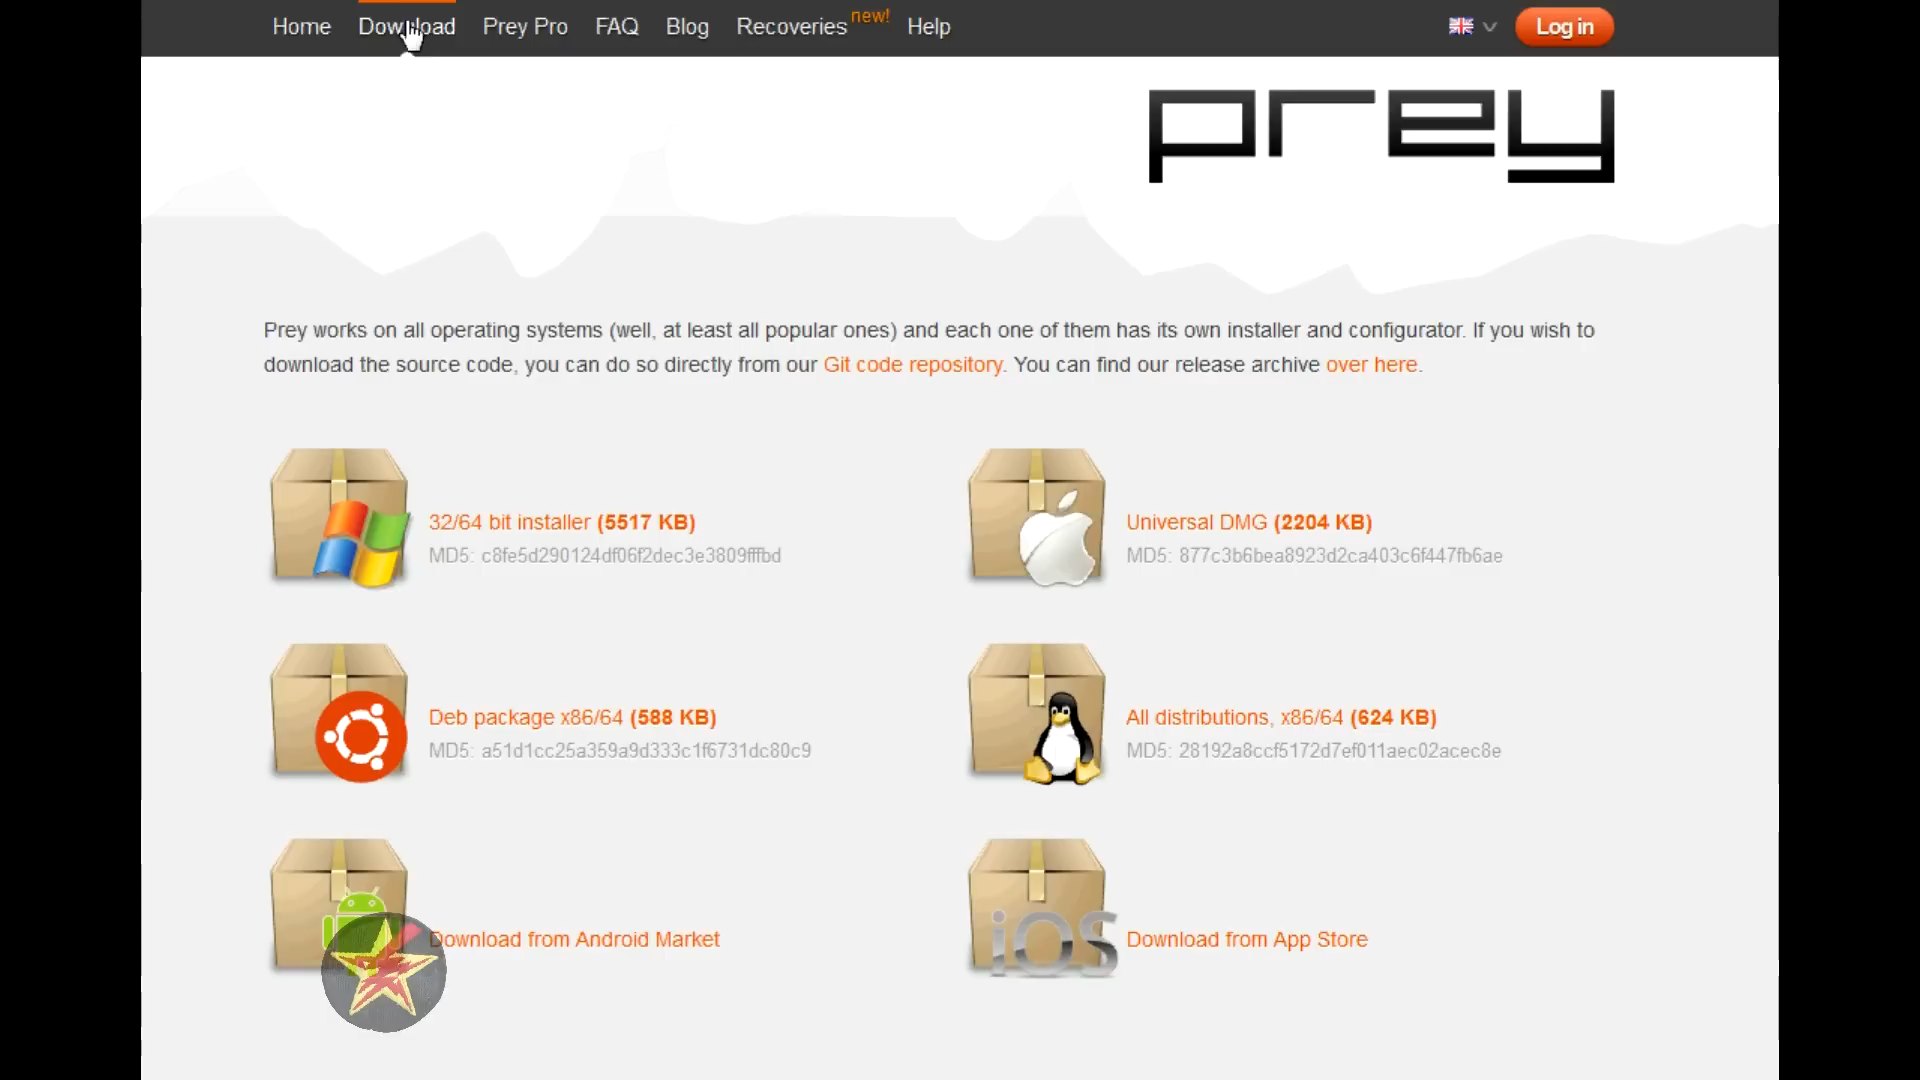 Home Download Prey Pro FAQ Blog Recoveries new! Help Log in
prey
Prey works on all operating systems (well, at least all popular ones) and each one of them has its own installer and configurator. If you wish to
download the source code, you can do so directly from our Git code repository. You can find our release archive over here.
32/64 bit installer (5517 KB)
MD5: c8fe5d290124df06f2dec3e3809fffbd
Universal DMG (2204 KB)
MD5: 877c3b6bea8923d2ca403c6f447fb6ae
Deb package x86/64 (588 KB)
MD5: a51d1cc25a359a9d333c1f6731dc80c9
All distributions, x86/64 (624 KB)
MD5: 28192a8ccf5172d7ef011aec02acec8e
Download from Android Market
iOS
Download from App Store